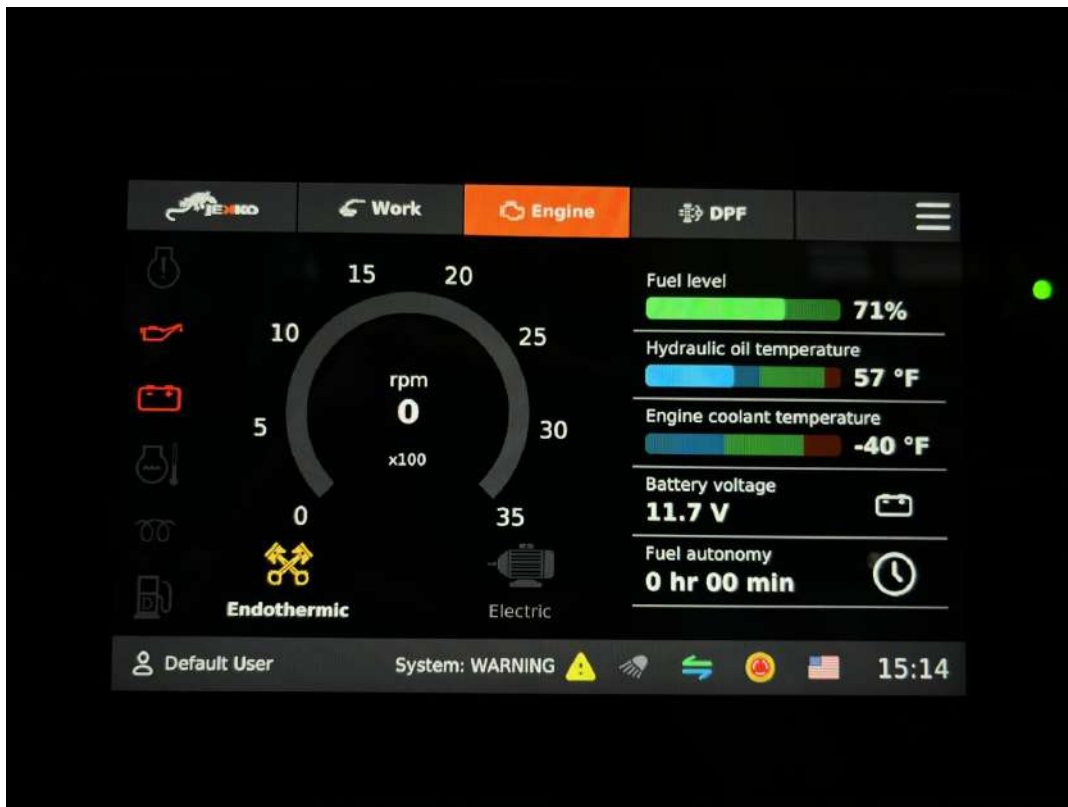 JEKKO
Work
Engine
DPF
15
20
10
25
5
30
0
35
rpm
0
x100
Endothermic
Electric
Fuel level
71%
Hydraulic oil temperature
57 °F
Engine coolant temperature
-40 °F
Battery voltage
11.7 V
Fuel autonomy
0 hr 00 min
D
Default User
System: WARNING
15:14